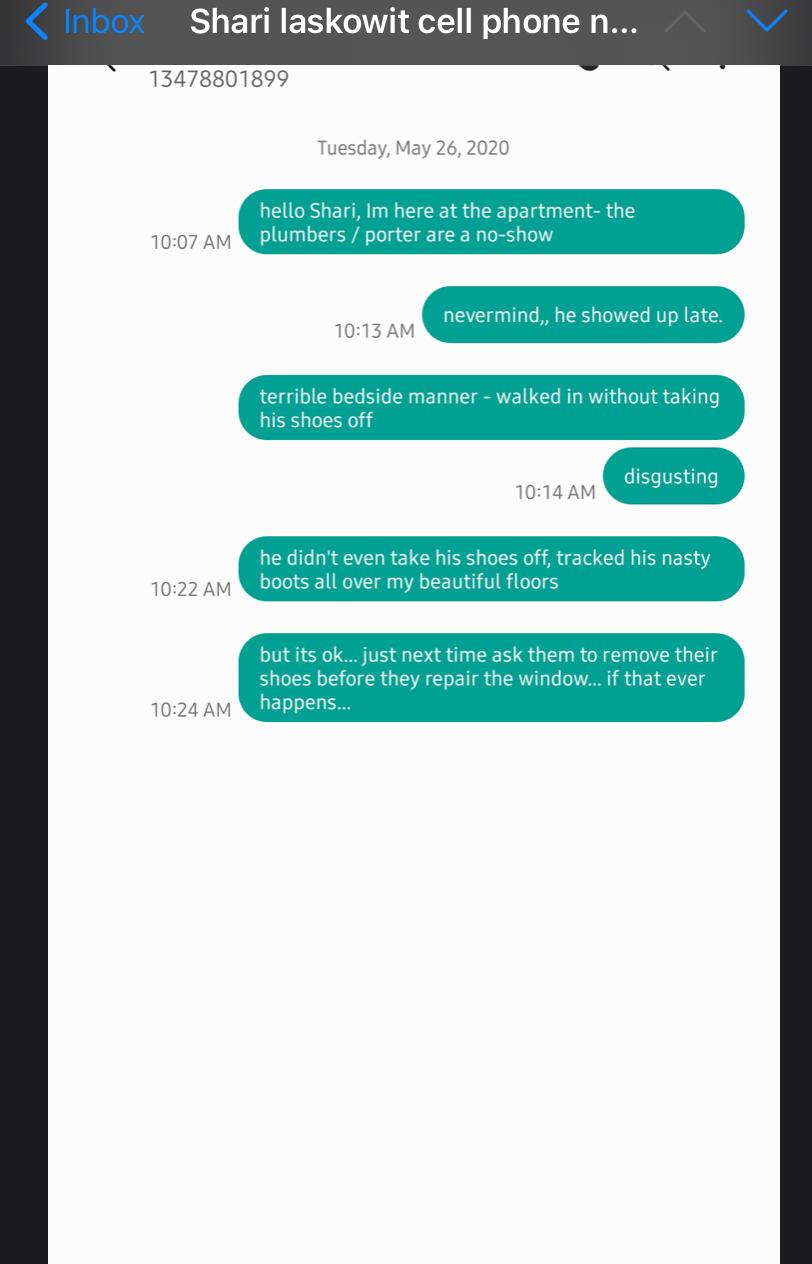 Inbox
Shari laskowit cell phone n...
13478801899
Tuesday, May 26, 2020
hello Shari, Im here at the apartment- the
plumbers / porter are a no-show
10:07 AM
nevermind,, he showed up late.
10:13 AM
terrible bedside manner - walked in without taking
his shoes off
disgusting
10:14 AM
he didn't even take his shoes off, tracked his nasty
boots all over my beautiful floors
10:22 AM
but its ok... just next time ask them to remove their
shoes before they repair the window... if that ever
happens...
10:24 AM